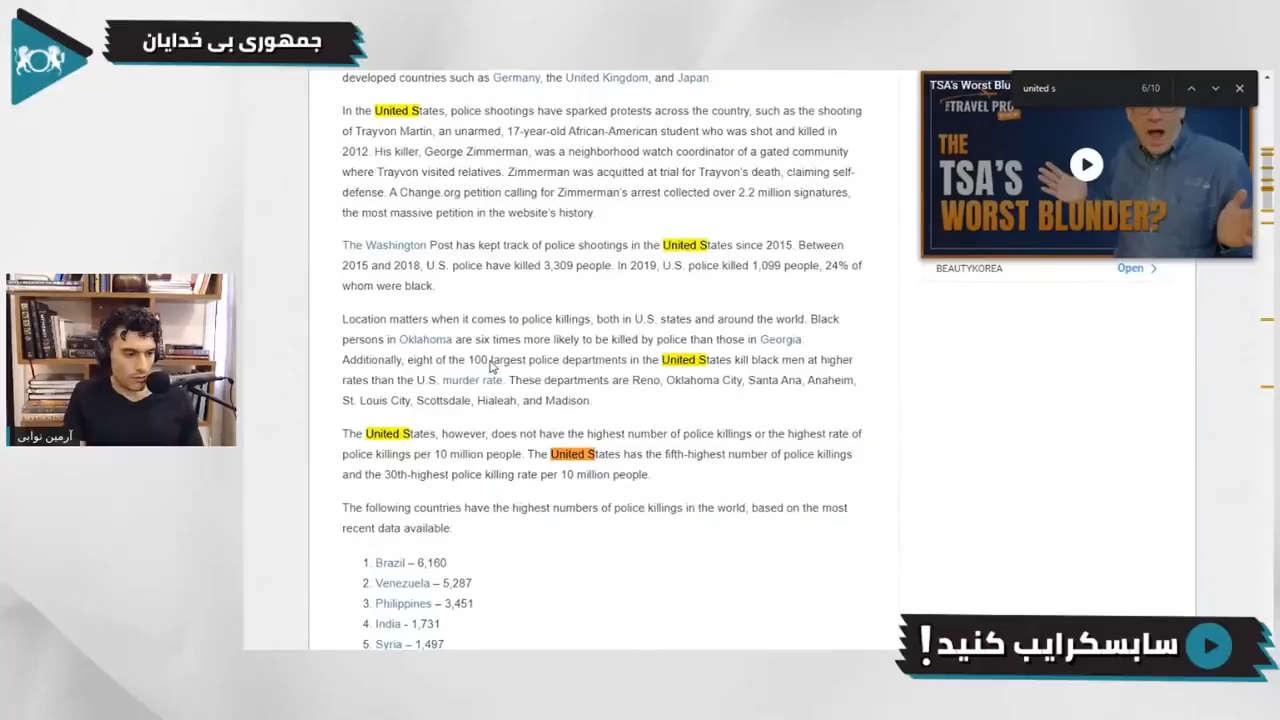 جمهوری بی خدایان
developed countries such as Germany, the United Kingdom, and Japan.
In the United States, police shootings have sparked protests across the country, such as the shooting
of Trayvon Martin, an unarmed, 17-year-old African-American student who was shot and killed in
2012. His killer, George Zimmerman, was a neighborhood watch coordinator of a gated community
where Trayvon visited relatives. Zimmerman was acquitted at trial for Trayvon's death, claiming self-
defense. A Change.org petition calling for Zimmerman's arrest collected over 2.2 million signatures,
the most massive petition in the website's history.
The Washington Post has kept track of police shootings in the United States since 2015. Between
2015 and 2018, U.S. police have killed 3,309 people. In 2019, U.S. police killed 1,099 people, 24% of
whom were black.
Location matters when it comes to police killings, both in U.S. states and around the world. Black
persons in Oklahoma are six times more likely to be killed by police than those in Georgia.
Additionally, eight of the 100 largest police departments in the United States kill black men at higher
rates than the U.S. murder rate. These departments are Reno, Oklahoma City, Santa Ana, Anaheim,
St. Louis City, Scottsdale, Hialeah, and Madison.
The United States, however, does not have the highest number of police killings or the highest rate of
police killings per 10 million people. The United States has the fifth-highest number of police killings
and the 30th-highest police killing rate per 10 million people.
The following countries have the highest numbers of police killings in the world, based on the most
recent data available:
1. Brazil – 6,160
2. Venezuela – 5,287
3. Philippines – 3,451
4. India - 1,731
5. Syria – 1,497
TSA's Worst Blu
united s
6/10
TRAVEL PRO
THE
TSA'S
WORST BLUNDER?
BEAUTYKOREA
Open
آرمین نوابی
سابسکرایب کنید!